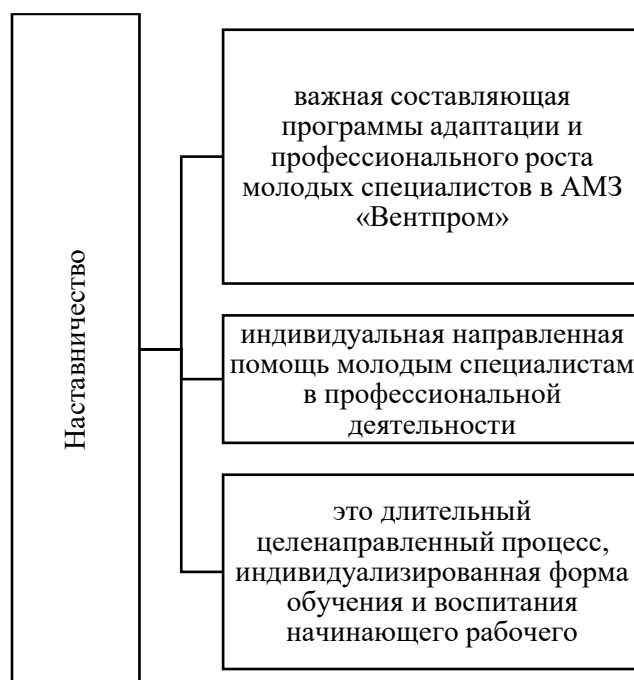 Наставничество
важная составляющая
программы адаптации и
профессионального роста
молодых специалистов в АМЗ
«Вентпром»
индивидуальная направленная
помощь молодым специалистам
в профессиональной
деятельности
это длительный
целенаправленный процесс,
индивидуализированная форма
обучения и воспитания
начинающего рабочего